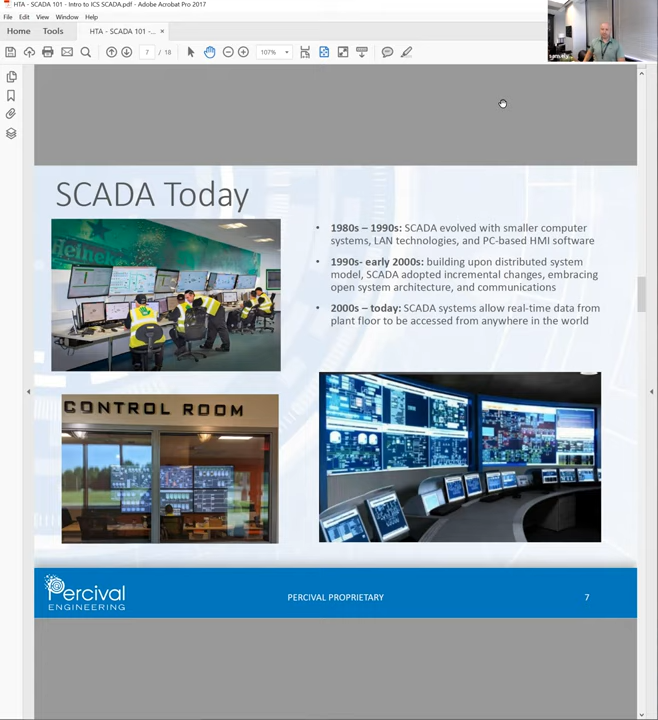 HTA - SCADA 101 - Intro to ICS SCADA.pdf - Adobe Acrobat Pro 2017
File Edit View Window Help
Home Tools HTA - SCADA 101 -... ×
7 / 18 107%
SCADA Today
Heineken
• 1980s – 1990s: SCADA evolved with smaller computer
systems, LAN technologies, and PC-based HMI software
• 1990s- early 2000s: building upon distributed system
model, SCADA adopted incremental changes, embracing
open system architecture, and communications
• 2000s – today: SCADA systems allow real-time data from
plant floor to be accessed from anywhere in the world
CONTROL ROOM
Percival
ENGINEERING
PERCIVAL PROPRIETARY
7